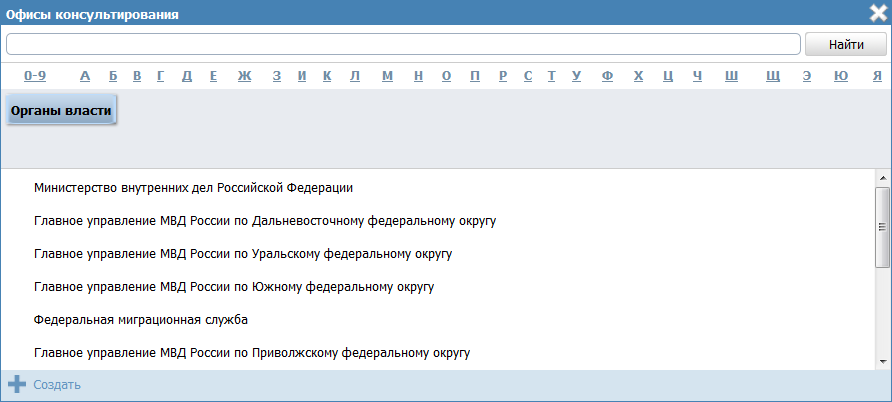 Офисы консультирования
Найти
0-9 А Б В Г Д Е Ж З И К Л М Н О П Р С Т У Ф Х Ц Ч Ш Щ Э Ю Я
Органы власти
Министерство внутренних дел Российской Федерации
Главное управление МВД России по Дальневосточному федеральному округу
Главное управление МВД России по Уральскому федеральному округу
Главное управление МВД России по Южному федеральному округу
Федеральная миграционная служба
Главное управление МВД России по Приволжскому федеральному округу
Создать